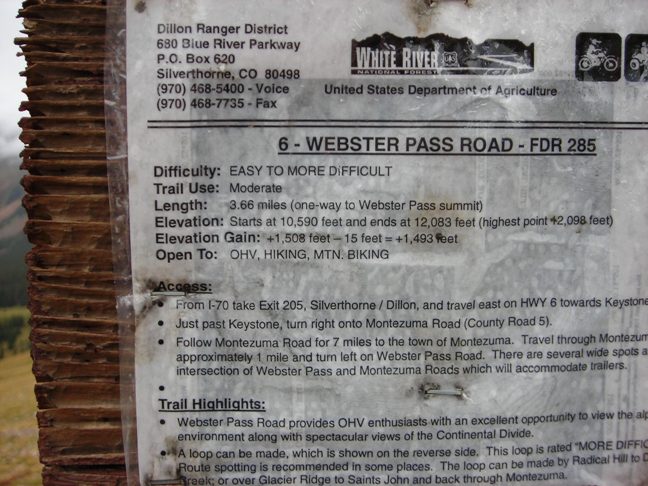 Dillon Ranger District
680 Blue River Parkway
P.O. Box 620
Silverthorne, CO 80498
(970) 468-5400 - Voice
(970) 468-7735 - Fax
WHITE RIVER
NATIONAL FOREST
United States Department of Agriculture
6 - WEBSTER PASS ROAD - FDR 285
Difficulty: EASY TO MORE DIFFICULT
Trail Use: Moderate
Length: 3.66 miles (one-way to Webster Pass summit)
Elevation: Starts at 10,590 feet and ends at 12,083 feet (highest point 12,098 feet)
Elevation Gain: +1,508 feet – 15 feet = +1,493 feet
Open To: OHV, HIKING, MTN. BIKING
Access:
• From I-70 take Exit 205, Silverthorne / Dillon, and travel east on HWY 6 towards Keystone
• Just past Keystone, turn right onto Montezuma Road (County Road 5).
• Follow Montezuma Road for 7 miles to the town of Montezuma. Travel through Montezum
approximately 1 mile and turn left on Webster Pass Road. There are several wide spots a
intersection of Webster Pass and Montezuma Roads which will accommodate trailers.
•
Trail Highlights:
• Webster Pass Road provides OHV enthusiasts with an excellent opportunity to view the alp
environment along with spectacular views of the Continental Divide.
• A loop can be made, which is shown on the reverse side. This loop is rated "MORE DIFFIC
Route spotting is recommended in some places. The loop can be made by Radical Hill to D
Creek; or over Glacier Ridge to Saints John and back through Montezuma.